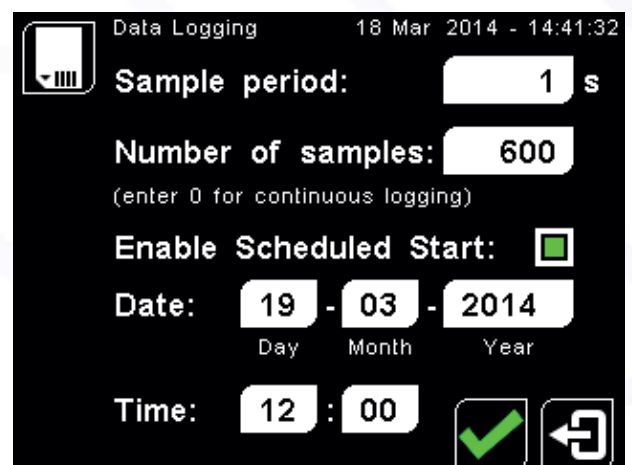 Data Logging 18 Mar 2014 - 14:41:32
Sample period: 1 s
Number of samples: 600
(enter 0 for continuous logging)
Enable Scheduled Start:
Date: 19 - 03 - 2014
Day Month Year
Time: 12 : 00